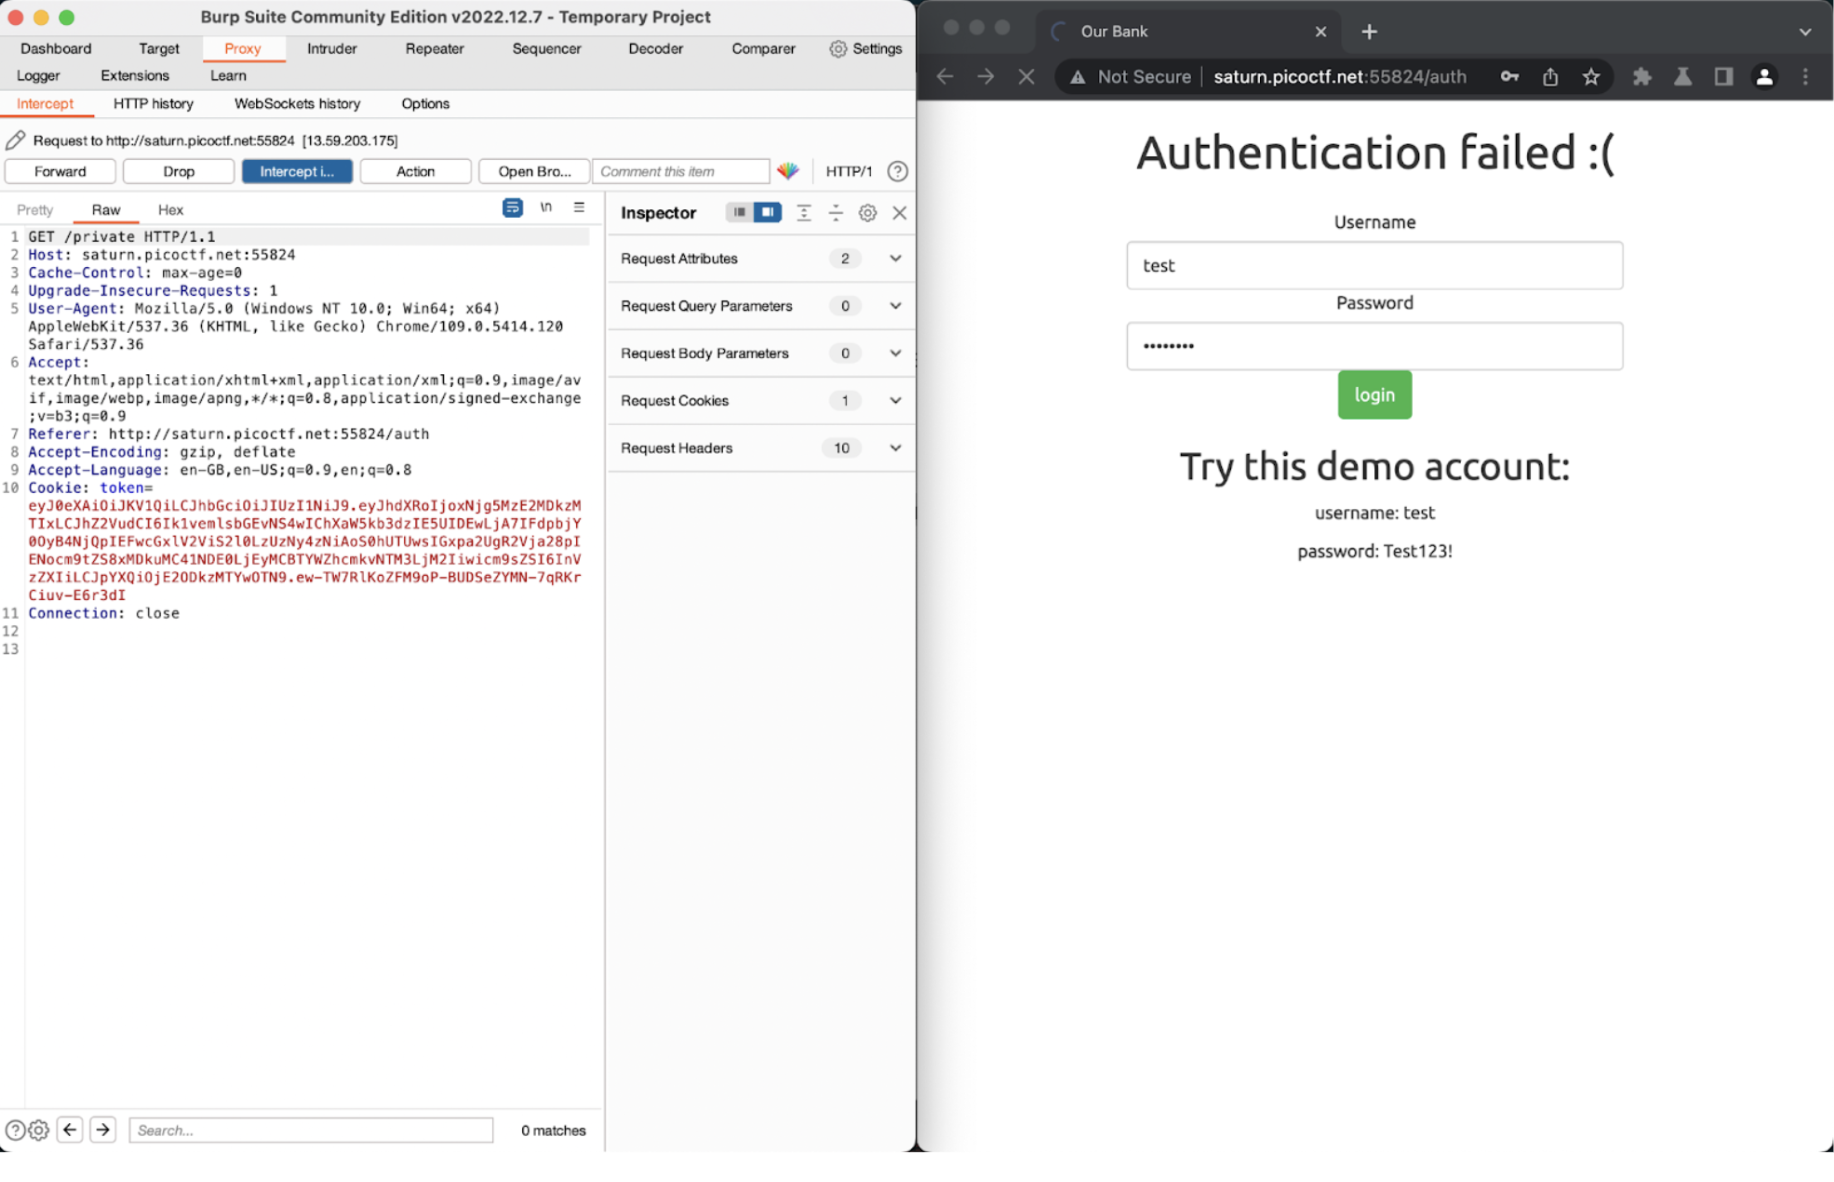 Burp Suite Community Edition v2022.12.7 - Temporary Project
Dashboard Target Proxy Intruder Repeater Sequencer Decoder Comparer Settings
Logger Extensions Learn
Intercept HTTP history WebSockets history Options
Request to http://saturn.picoctf.net:55824 [13.59.203.175]
Forward Drop Intercept i... Action Open Bro... Comment this item HTTP/1 ?
Pretty Raw Hex \n
1 GET /private HTTP/1.1
2 Host: saturn.picoctf.net:55824
3 Cache-Control: max-age=0
4 Upgrade-Insecure-Requests: 1
5 User-Agent: Mozilla/5.0 (Windows NT 10.0; Win64; x64)
AppleWebKit/537.36 (KHTML, like Gecko) Chrome/109.0.5414.120
Safari/537.36
6 Accept:
text/html,application/xhtml+xml,application/xml;q=0.9,image/av
if,image/webp,image/apng,*/*;q=0.8,application/signed-exchange
;v=b3;q=0.9
7 Referer: http://saturn.picoctf.net:55824/auth
8 Accept-Encoding: gzip, deflate
9 Accept-Language: en-GB,en-US;q=0.9,en;q=0.8
10 Cookie: token=
eyJ0eXAiOiJKV1QiLCJhbGciOiJIUzI1NiJ9.eyJhdXRoIjoxNjg5MzE2MDkzM
TIxLCJhZ2VudCI6Ik1vemlsbGEvNS4wIChXaW5kb3dzIE5UIDEwLjA7IFdpbjY
0OyB4NjQpIEFwcGxlV2ViS2l0LzUzNy4zNiAoS0hUTUwsIGxpa2UgR2Vja28pI
ENocm9tZS8xMDkuMC41NDE0LjEyMCBTYWZhcmkvNTM3LjM2Iiwicm9sZSI6InV
zZXIiLCJpYXQiOjE2ODkzMTYwOTN9.ew-TW7RlKoZFM9oP-BUDSeZYMN-7qRKr
Ciuv-E6r3dI
11 Connection: close
12
13
? Search... 0 matches
Inspector
Request Attributes 2
Request Query Parameters 0
Request Body Parameters 0
Request Cookies 1
Request Headers 10
Our Bank
Not Secure saturn.picoctf.net:55824/auth
Authentication failed :(
Username
test
Password
••••••••
login
Try this demo account:
username: test
password: Test123!